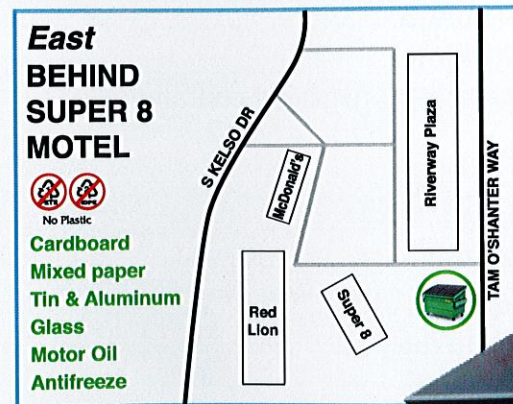 East
BEHIND
SUPER 8
MOTEL
No Plastic
Cardboard
Mixed paper
Tin & Aluminum
Glass
Motor Oil
Antifreeze
S KELSO DR
McDonald's
Riverway Plaza
TAM O'SHANTER WAY
Red
Lion
Super 8